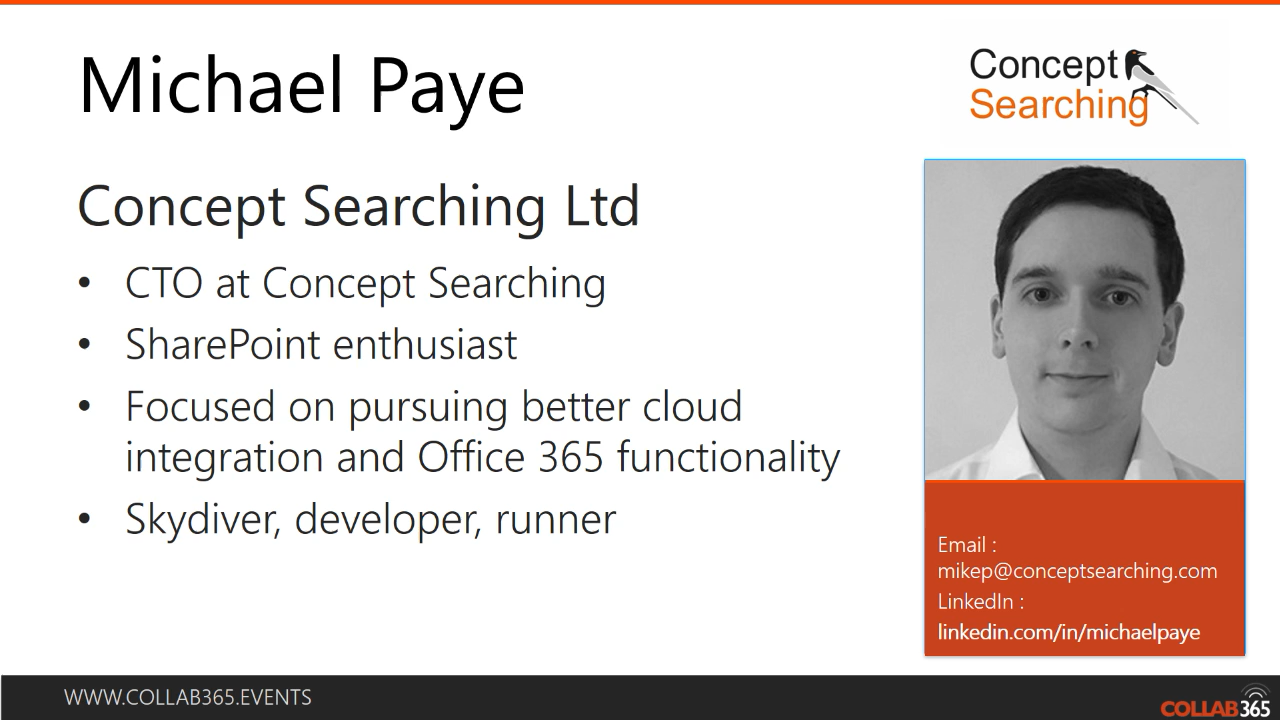 Michael Paye
Concept
Searching
Concept Searching Ltd
• CTO at Concept Searching
• SharePoint enthusiast
• Focused on pursuing better cloud
integration and Office 365 functionality
• Skydiver, developer, runner
Email :
mikep@conceptsearching.com
LinkedIn :
linkedin.com/in/michaelpaye
WWW.COLLAB365.EVENTS
COLLAB365